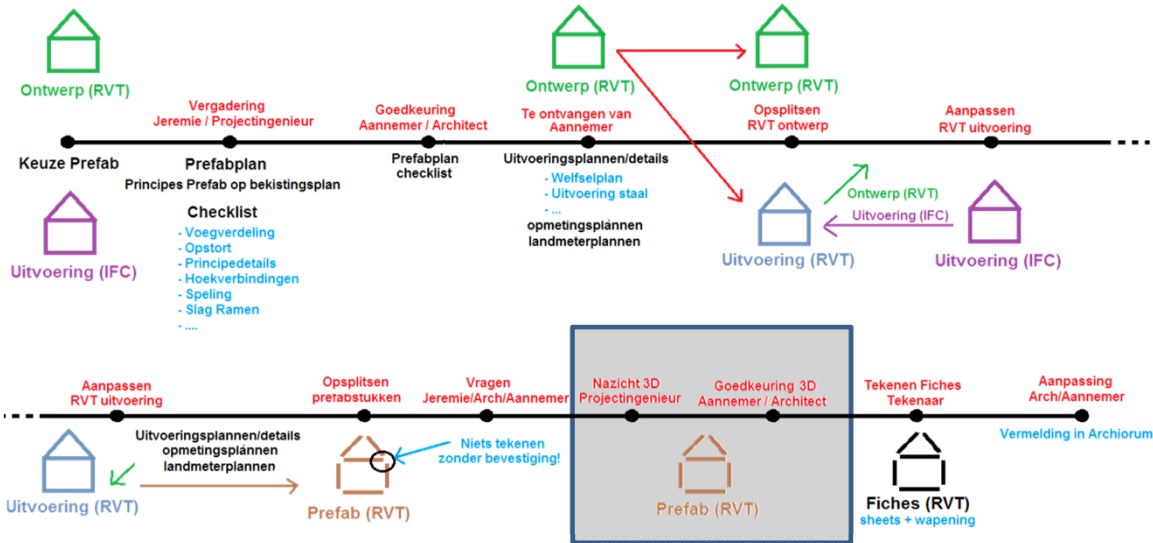 Ontwerp (RVT)
Ontwerp (RVT)
Ontwerp (RVT)
Vergadering
Jeremie / Projectingenieur
Goedkeuring
Aannemer / Architect
Te ontvangen van
Aannemer
Opsplitsen
RVT ontwerp
Aanpassen
RVT uitvoering
Keuze Prefab
Prefabplan
Principes Prefab op bekistingsplan
Checklist
- Voegverdeling
- Opstort
- Principedetails
- Hoekverbindingen
- Speling
- Slag Ramen
- ....
Prefabplan
checklist
Uitvoeringsplannen/details
- Welfselplan
- Uitvoering staal
- ...
opmetingsplannen
landmeterplannen
Ontwerp (RVT)
Uitvoering (IFC)
Uitvoering (IFC)
Uitvoering (RVT)
Uitvoering (IFC)
Aanpassen
RVT uitvoering
Opsplitsen
prefabstukken
Vragen
Jeremie/Arch/Aannemer
Nazicht 3D
Projectingenieur
Goedkeuring 3D
Aannemer / Architect
Tekenen Fiches
Tekenaar
Aanpassing
Arch/Aannemer
Uitvoeringsplannen/details
opmetingsplannen
landmeterplannen
Niets tekenen
zonder bevestiging!
Vermelding in Archiorum
Uitvoering (RVT)
Prefab (RVT)
Prefab (RVT)
Fiches (RVT)
sheets + wapening